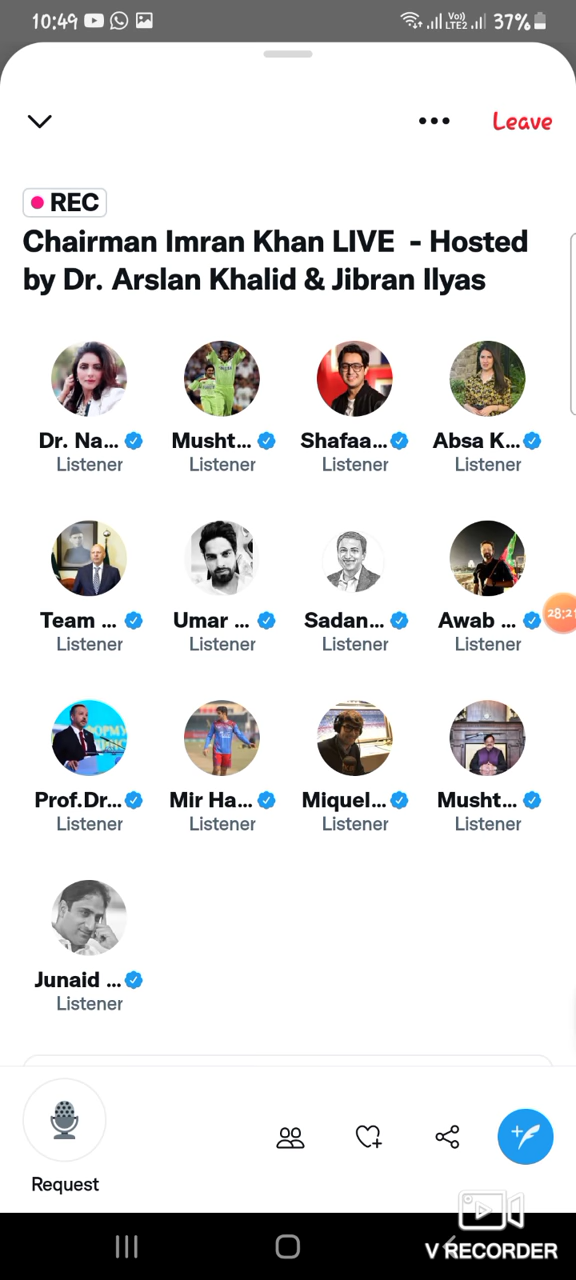 10:49
Vo))
LTE2
37%
Leave
REC
Chairman Imran Khan LIVE - Hosted
by Dr. Arslan Khalid & Jibran Ilyas
Dr. Na... Musht... Shafaa... Absa K...
Listener Listener Listener Listener
Team ... Umar ... Sadan... Awab ...
Listener Listener Listener Listener
28:21
Prof.Dr... Mir Ha... Miquel... Musht...
Listener Listener Listener Listener
Junaid ...
Listener
Request
V RECORDER